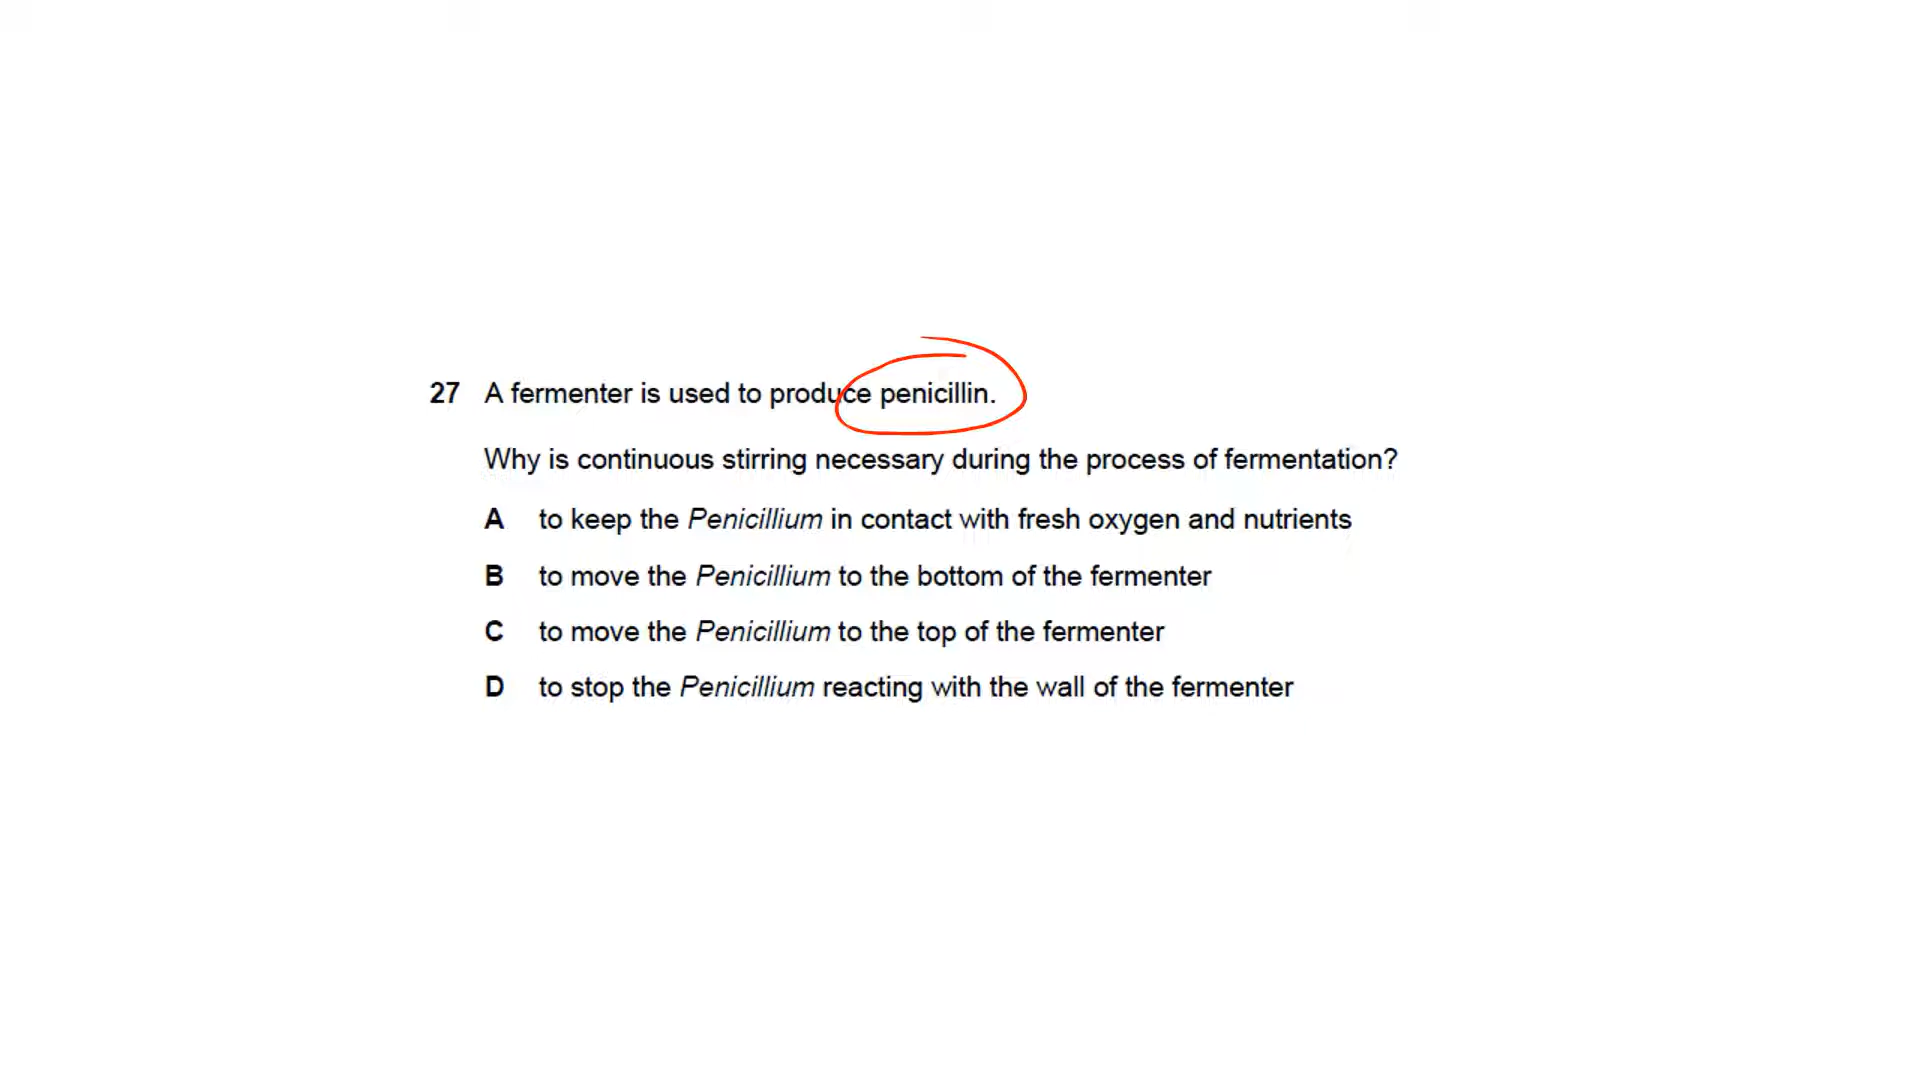 27 A fermenter is used to produce penicillin.
Why is continuous stirring necessary during the process of fermentation?
A to keep the Penicillium in contact with fresh oxygen and nutrients
B to move the Penicillium to the bottom of the fermenter
C to move the Penicillium to the top of the fermenter
D to stop the Penicillium reacting with the wall of the fermenter